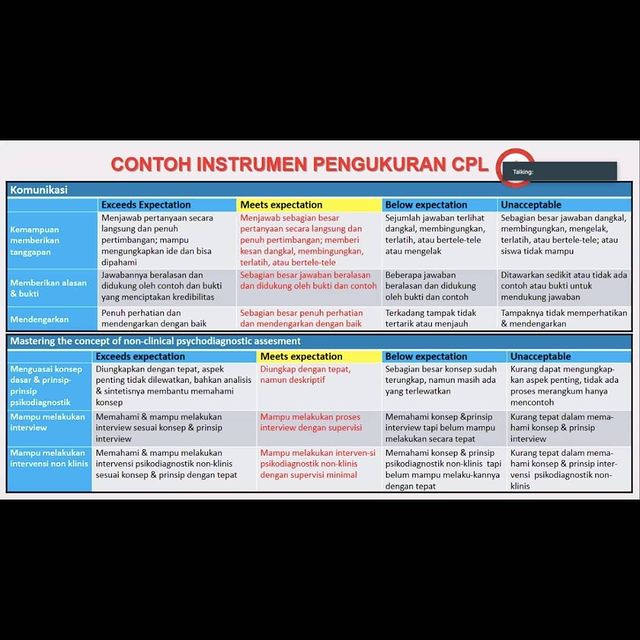 CONTOH INSTRUMEN PENGUKURAN CPL
Talking:
Komunikasi
Exceeds Expectation
Meets expectation
Below expectation
Unacceptable
Kemampuan
memberikan
tanggapan
Menjawab pertanyaan secara
langsung dan penuh
pertimbangan; mampu
mengungkapkan ide dan bisa
dipahami
Menjawab sebagian besar
pertanyaan secara langsung dan
penuh pertimbangan; memberi
kesan dangkal, membingungkan,
terlatih, atau bertele-tele
Sejumlah jawaban terlihat
dangkal, membingungkan,
terlatih, atau bertele-tele
atau mengelak
Sebagian besar jawaban dangkal,
membingungkan, mengelak,
terlatih, atau bertele-tele; atau
siswa tidak mampu
Memberikan alasan
& bukti
Jawabannya beralasan dan
didukung oleh contoh dan bukti
yang menciptakan kredibilitas
Sebagian besar jawaban beralasan
dan didukung oleh bukti dan contoh
Beberapa jawaban
beralasan dan didukung
oleh bukti dan contoh
Ditawarkan sedikit atau tidak ada
contoh atau bukti untuk
mendukung jawaban
Mendengarkan
Penuh perhatian dan
mendengarkan dengan baik
Sebagian besar penuh perhatian
dan mendengarkan dengan baik
Terkadang tampak tidak
tertarik atau menjauh
Tampaknya tidak memperhatikan
& mendengarkan
Mastering the concept of non-clinical psychodiagnostic assesment
Exceeds expectation
Meets expectation
Below expectation
Unacceptable
Menguasai konsep
dasar & prinsip-
prinsip
psikodiagnostik
Diungkapkan dengan tepat, aspek
penting tidak dilewatkan, bahkan analisis
& sintetisnya membantu memahami
konsep
Diungkap dengan tepat,
namun deskriptif
Sebagian besar konsep sudah
terungkap, namun masih ada
yang terlewatkan
Kurang dapat mengungkap-
kan aspek penting, tidak ada
proses merangkum hanya
mencontoh
Mampu melakukan
interview
Memahami & mampu melakukan
interview sesuai konsep & prinsip
interview
Mampu melakukan proses
interview dengan supervisi
Memahami konsep &prinsip
interview tapi belum mampu
melakukan secara tepat
Kurang tepat dalam mema-
hami konsep & prinsip
interview
Mampu melakukan
intervensi non klinis
Memahami & mampu melakukan
intervensi psikodiagnostik non-klinis
sesuai konsep & prinsip dengan tepat
Mampu melakukan interven-si
psikodiagnostik non-klinis
dengan supervisi minimal
Memahami konsep & prinsip
psikodiagnostik non-klinis tapi
belum mampu melaku-kannya
dengan tepat
Kurang tepat dalam mema-
hami konsep & prinsip inter-
vensi psikodiagnostik non-
klinis